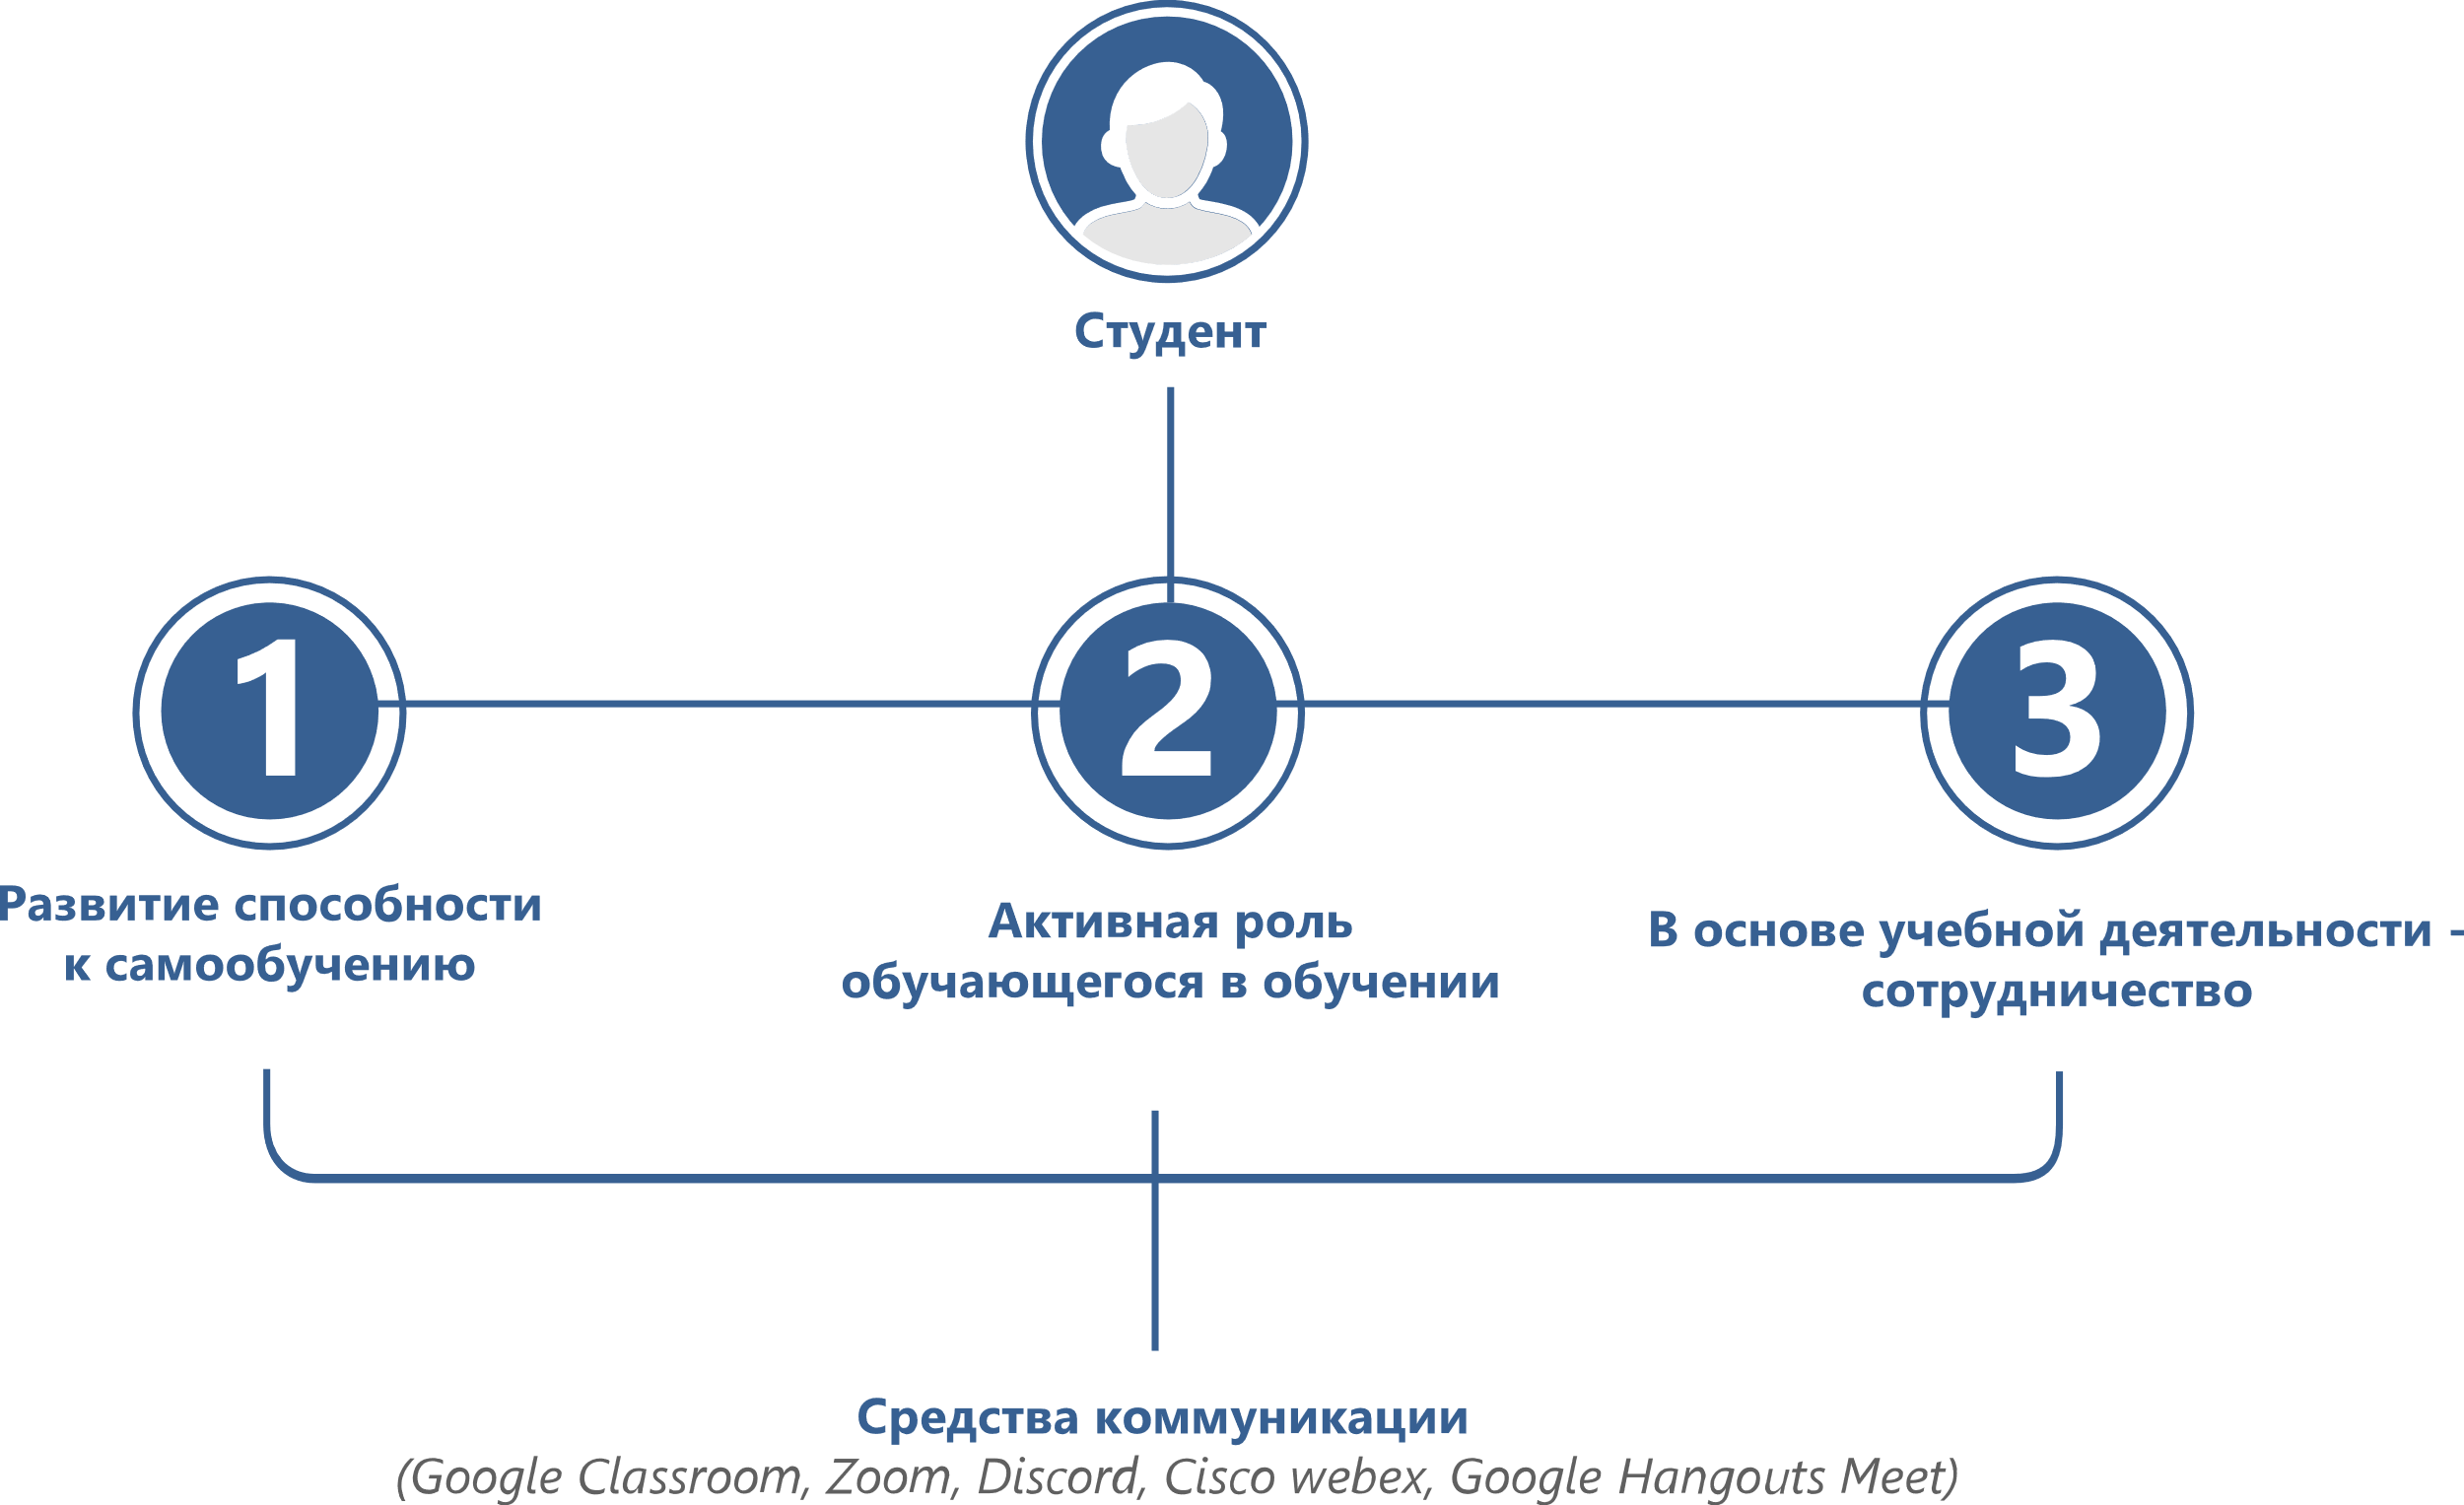 Студент
1
2
3
Развитие способности
к самообучению
Активная роль
обучающегося в обучении
В основе учебной деятельности -
сотрудничество
Средства коммуникации
(Google Classroom, Zoom, Discord, Ciso webex, Google Hangouts Meet)